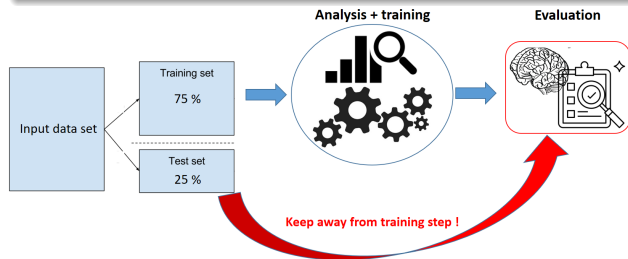 Analysis + training
Evaluation
Training set
75 %
Input data set
Test set
25 %
Keep away from training step !